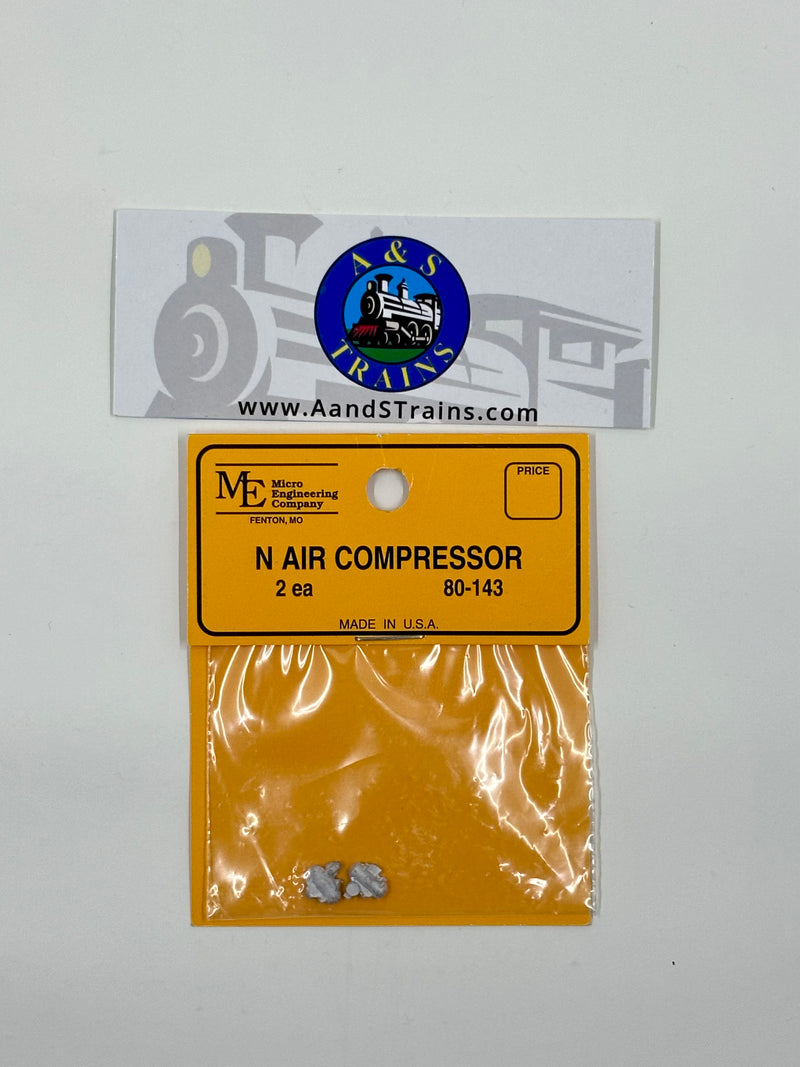 A & S
TRAINS
www.AandSTrains.com
ME Micro
Engineering
Company
FENTON, MO
PRICE
N AIR COMPRESSOR
2 ea 80-143
MADE IN U.S.A.